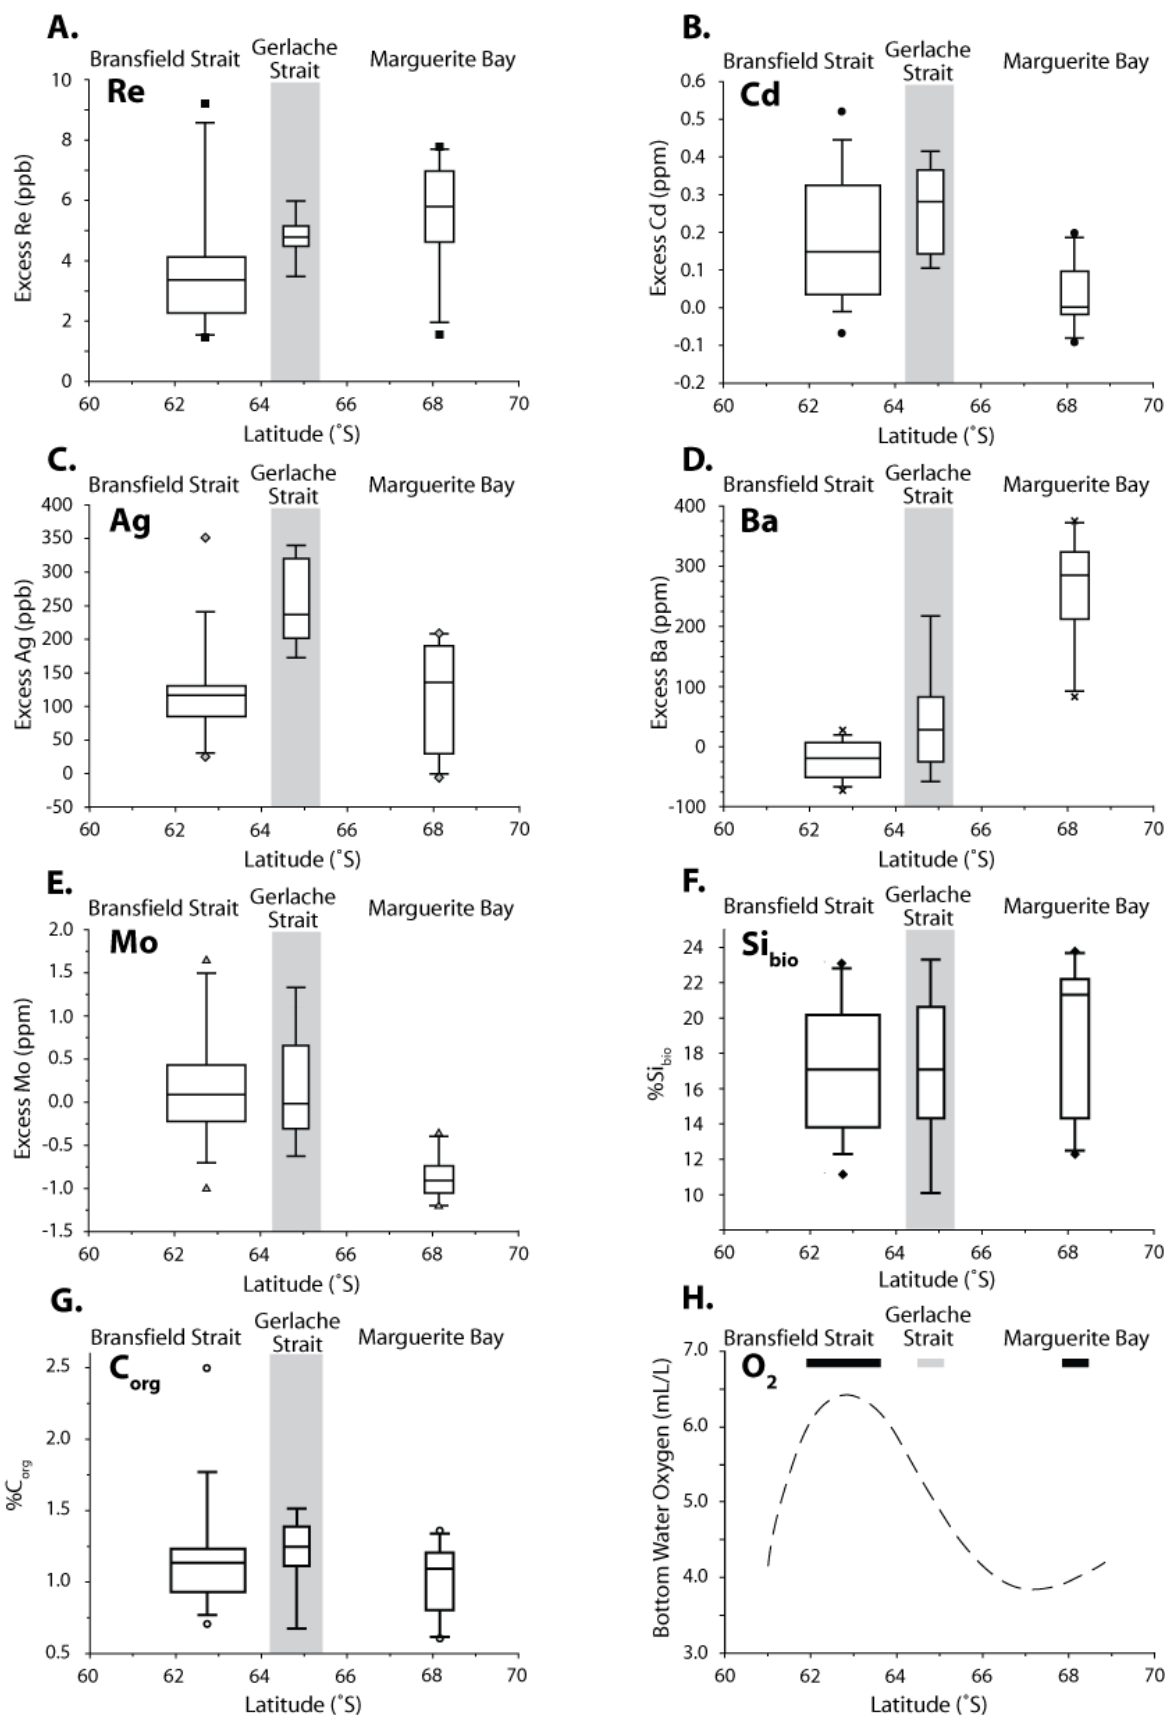 A.
Bransfield Strait
Gerlache
Strait
Marguerite Bay
Re
Excess Re (ppb)
10
8
6
4
2
0
60 62 64 66 68 70
Latitude (˚S)
B.
Bransfield Strait
Gerlache
Strait
Marguerite Bay
Cd
Excess Cd (ppm)
0.6
0.5
0.4
0.3
0.2
0.1
0.0
-0.1
-0.2
60 62 64 66 68 70
Latitude (˚S)
C.
Bransfield Strait
Gerlache
Strait
Marguerite Bay
Ag
Excess Ag (ppb)
400
350
300
250
200
150
100
50
0
-50
60 62 64 66 68 70
Latitude (˚S)
D.
Bransfield Strait
Gerlache
Strait
Marguerite Bay
Ba
Excess Ba (ppm)
400
300
200
100
0
-100
60 62 64 66 68 70
Latitude (˚S)
E.
Bransfield Strait
Gerlache
Strait
Marguerite Bay
Mo
Excess Mo (ppm)
2.0
1.5
1.0
0.5
0.0
-0.5
-1.0
-1.5
60 62 64 66 68 70
Latitude (˚S)
F.
Bransfield Strait
Gerlache
Strait
Marguerite Bay
Si bio
%Si bio
24
22
20
18
16
14
12
10
60 62 64 66 68 70
Latitude (˚S)
G.
Bransfield Strait
Gerlache
Strait
Marguerite Bay
C org
%C org
2.5
2.0
1.5
1.0
0.5
60 62 64 66 68 70
Latitude (˚S)
H.
Bransfield Strait
Gerlache
Strait
Marguerite Bay
O2
Bottom Water Oxygen (mL/L)
7.0
6.0
5.0
4.0
3.0
60 62 64 66 68 70
Latitude (˚S)